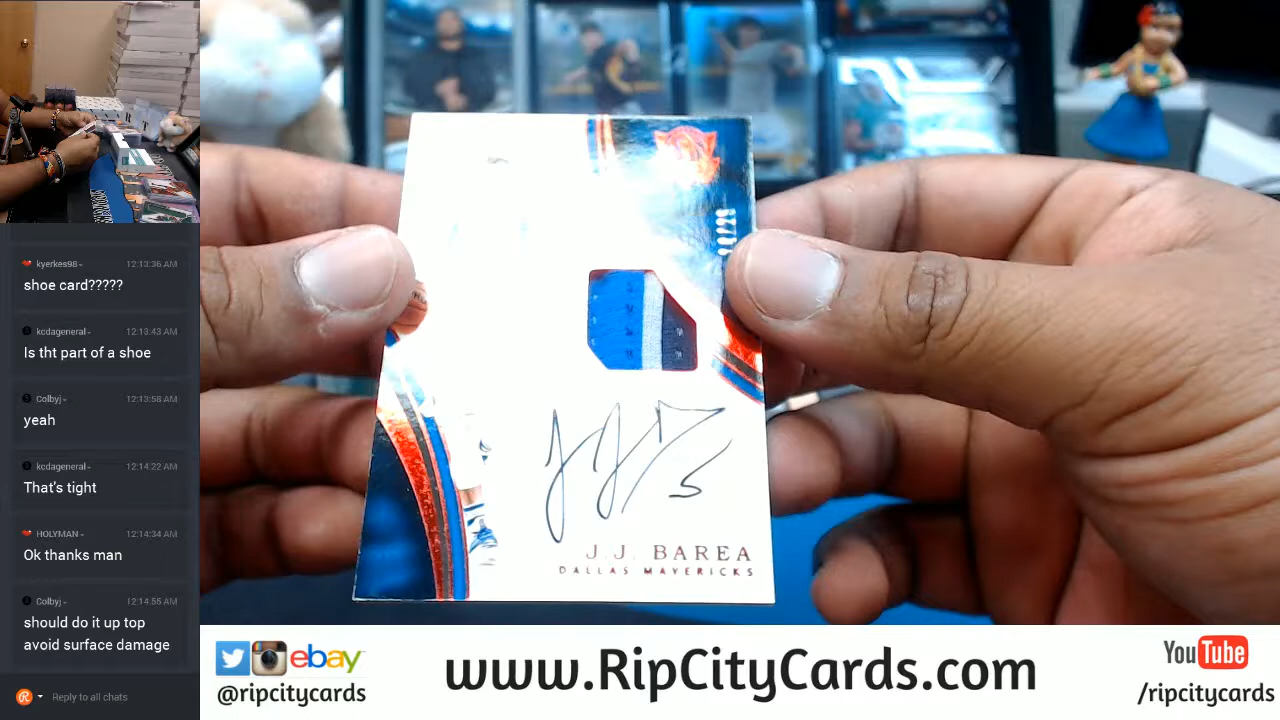 kyerkes98-
12:13:36 AM
shoe card?????
kcdageneral-
12:13:43 AM
Is tht part of a shoe
Colbyj-
12:13:58 AM
yeah
kcdageneral-
12:14:22 AM
That's tight
HOLYMAN-
12:14:34 AM
Ok thanks man
Colbyj-
12:14:55 AM
should do it up top
avoid surface damage
Reply to all chats
J.J. BAREA
DALLAS MAVERICKS
ebay
@ripcitycards
www.RipCityCards.com
YouTube
/ripcitycards